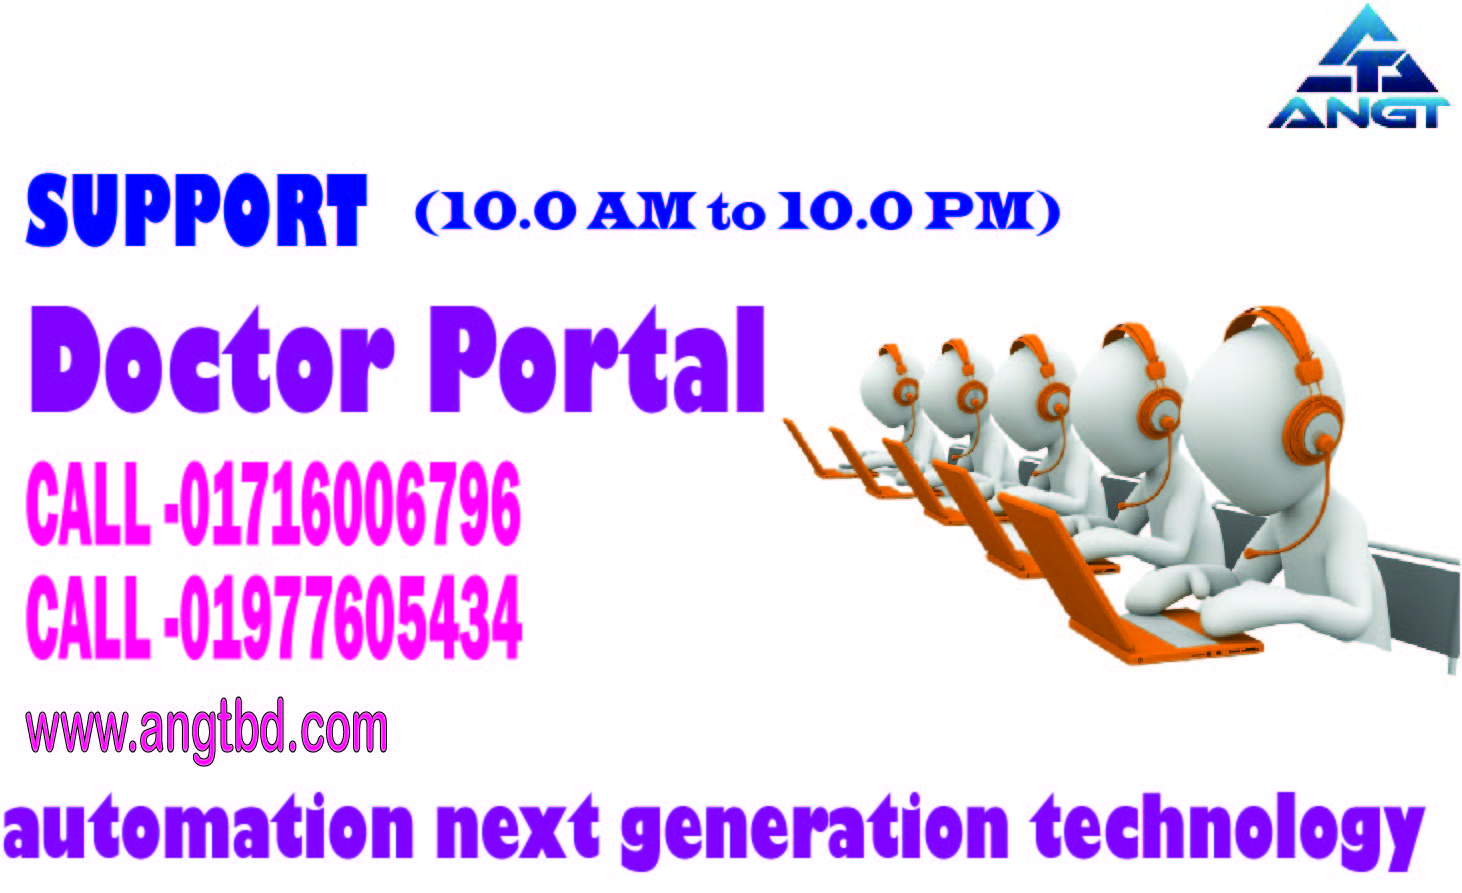 ANGT
SUPPORT (10.0 AM to 10.0 PM)
Doctor Portal
CALL -01716006796
CALL -01977605434
www.angtbd.com
automation next generation technology